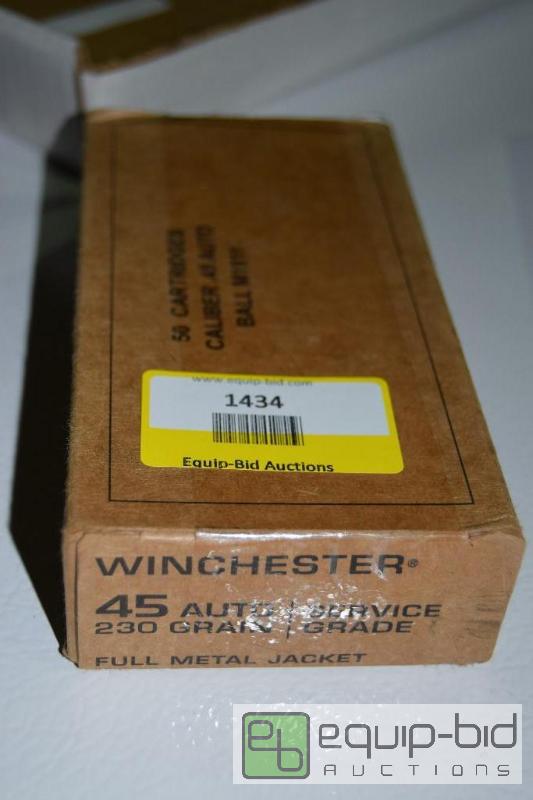 50 CARTRIDGES
CALIBER .45 AUTO
BALL M1911
www.equip-bid.com
1434
Equip-Bid Auctions
WINCHESTER®
45 AUTO | SERVICE
230 GRAIN | GRADE
FULL METAL JACKET
eb equip-bid
AUCTIONS